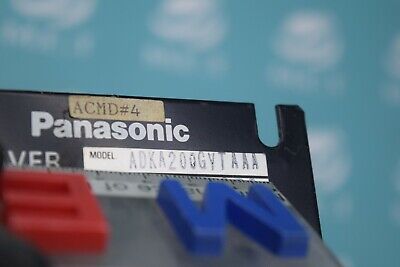 ACMD#4
Panasonic
VER MODEL ADKA200GVTAAA
E M